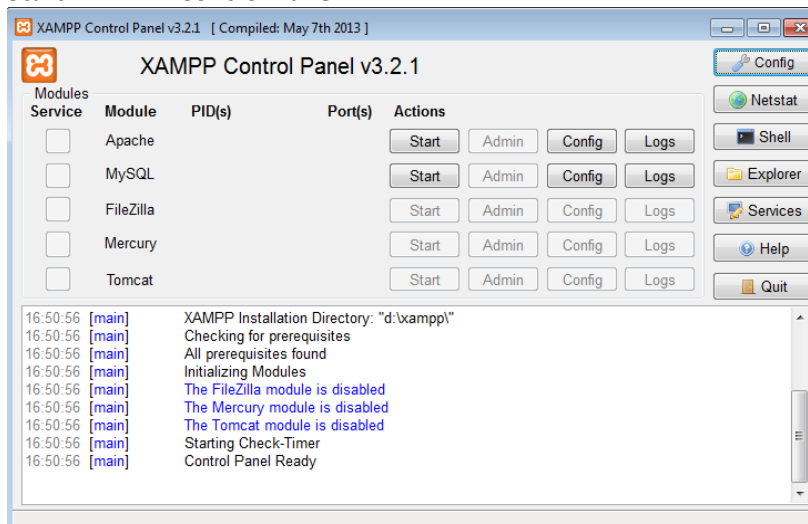 XAMPP Control Panel v3.2.1 [ Compiled: May 7th 2013 ]
XAMPP Control Panel v3.2.1
Config
Modules
Service Module PID(s) Port(s) Actions
Netstat
Apache Start Admin Config Logs
Shell
MySQL Start Admin Config Logs
Explorer
FileZilla Start Admin Config Logs
Services
Mercury Start Admin Config Logs
Help
Tomcat Start Admin Config Logs
Quit
16:50:56 [main] XAMPP Installation Directory: "d:\xampp\"
16:50:56 [main] Checking for prerequisites
16:50:56 [main] All prerequisites found
16:50:56 [main] Initializing Modules
16:50:56 [main] The FileZilla module is disabled
16:50:56 [main] The Mercury module is disabled
16:50:56 [main] The Tomcat module is disabled
16:50:56 [main] Starting Check-Timer
16:50:56 [main] Control Panel Ready